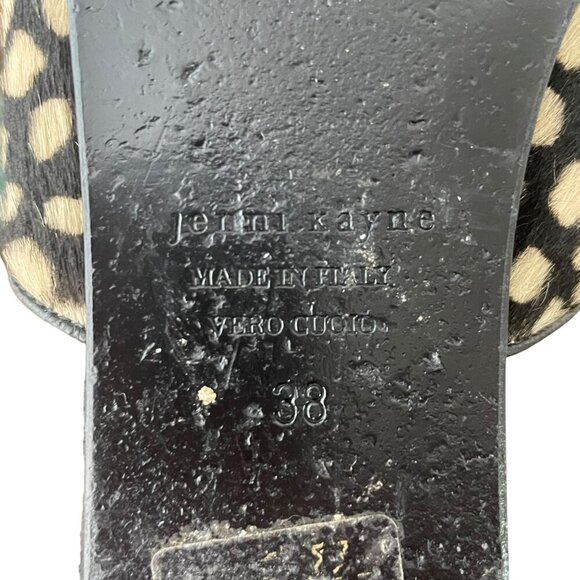 jenni kayne
MADE IN ITALY
VERO CUOIO
38